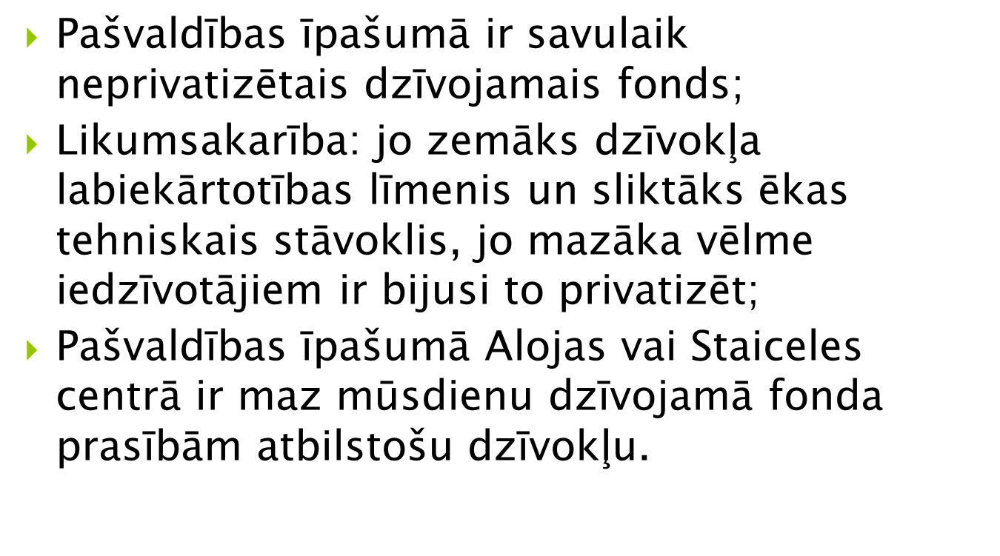 Pašvaldības īpašumā ir savulaik
neprivatizētais dzīvojamais fonds;
Likumsakarība: jo zemāks dzīvokļa
labiekārtotības līmenis un sliktāks ēkas
tehniskais stāvoklis, jo mazāka vēlme
iedzīvotājiem ir bijusi to privatizēt;
Pašvaldības īpašumā Alojas vai Staiceles
centrā ir maz mūsdienu dzīvojamā fonda
prasībām atbilstošu dzīvokļu.